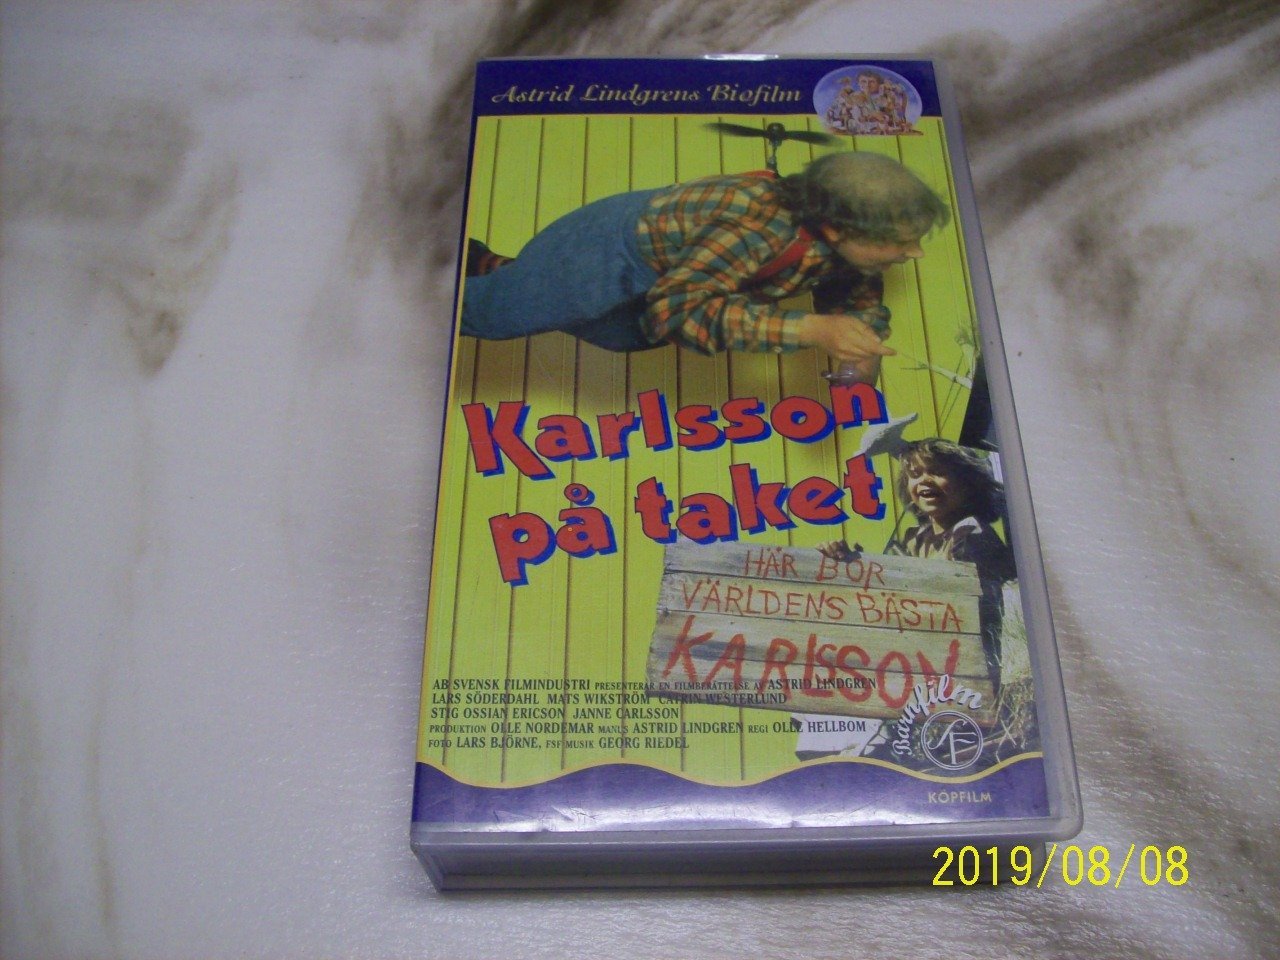 Astrid Lindgrens Biofilm
Karlsson
på taket
HÄR BOR
VÄRLDENS BÄSTA
KARLSSON
AB SVENSK FILMINDUSTRI PRESENTERAR EN FILMBERÄTTELSE AV ASTRID LINDGREN
LARS SÖDERDAHL MATS WIKSTRÖM CATRIN WESTERLUND
STIG OSSIAN ERICSON JANNE CARLSSON
PRODUKTION OLLE NORDEMAR MANUS ASTRID LINDGREN REGI OLLE HELLBOM
FOTO LARS BJÖRNE, FSF MUSIK GEORG RIEDEL
Barnfilm
SF
KÖPFILM
2019/08/08